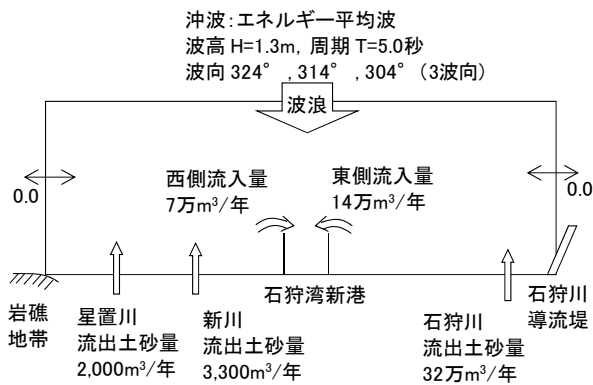 沖波：エネルギー平均波
波高 H=1.3m, 周期 T=5.0秒
波向 324°,314°,304°(3波向)
波浪
西側流入量
7万m³/年
東側流入量
14万m³/年
0.0
0.0
石狩湾新港
岩礁
地帯
星置川
流出土砂量
2,000m³/年
新川
流出土砂量
3,300m³/年
石狩川
流出土砂量
32万m³/年
石狩川
導流堤